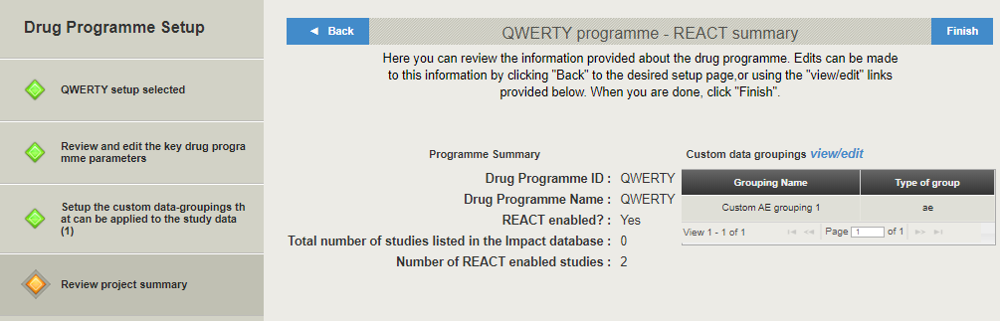 Drug Programme Setup
QWERTY setup selected
Review and edit the key drug progra
mme parameters
Setup the custom data-groupings th
at can be applied to the study data
(1)
Review project summary
◄ Back
QWERTY programme - REACT summary
Finish
Here you can review the information provided about the drug programme. Edits can be made
to this information by clicking "Back" to the desired setup page,or using the "view/edit" links
provided below. When you are done, click "Finish".
Programme Summary
Drug Programme ID : QWERTY
Drug Programme Name : QWERTY
REACT enabled? : Yes
Total number of studies listed in the Impact database : 0
Number of REACT enabled studies : 2
Custom data groupings view/edit
Grouping Name Type of group
Custom AE grouping 1 ae
View 1 - 1 of 1 Page 1 of 1